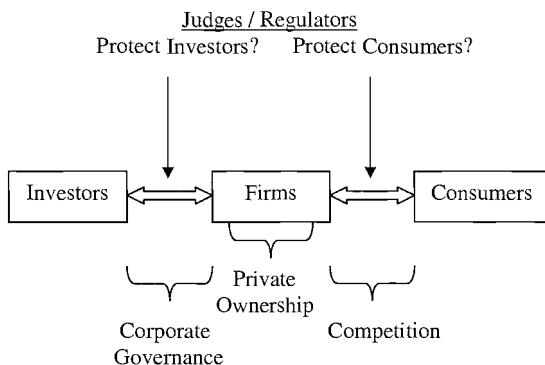 Judges / Regulators
Protect Investors? Protect Consumers?
Investors Firms Consumers
Private
Ownership
Corporate
Governance
Competition